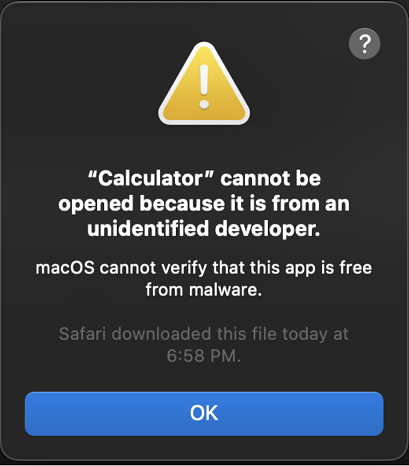 ?
“Calculator” cannot be
opened because it is from an
unidentified developer.
macOS cannot verify that this app is free
from malware.
Safari downloaded this file today at
6:58 PM.
OK